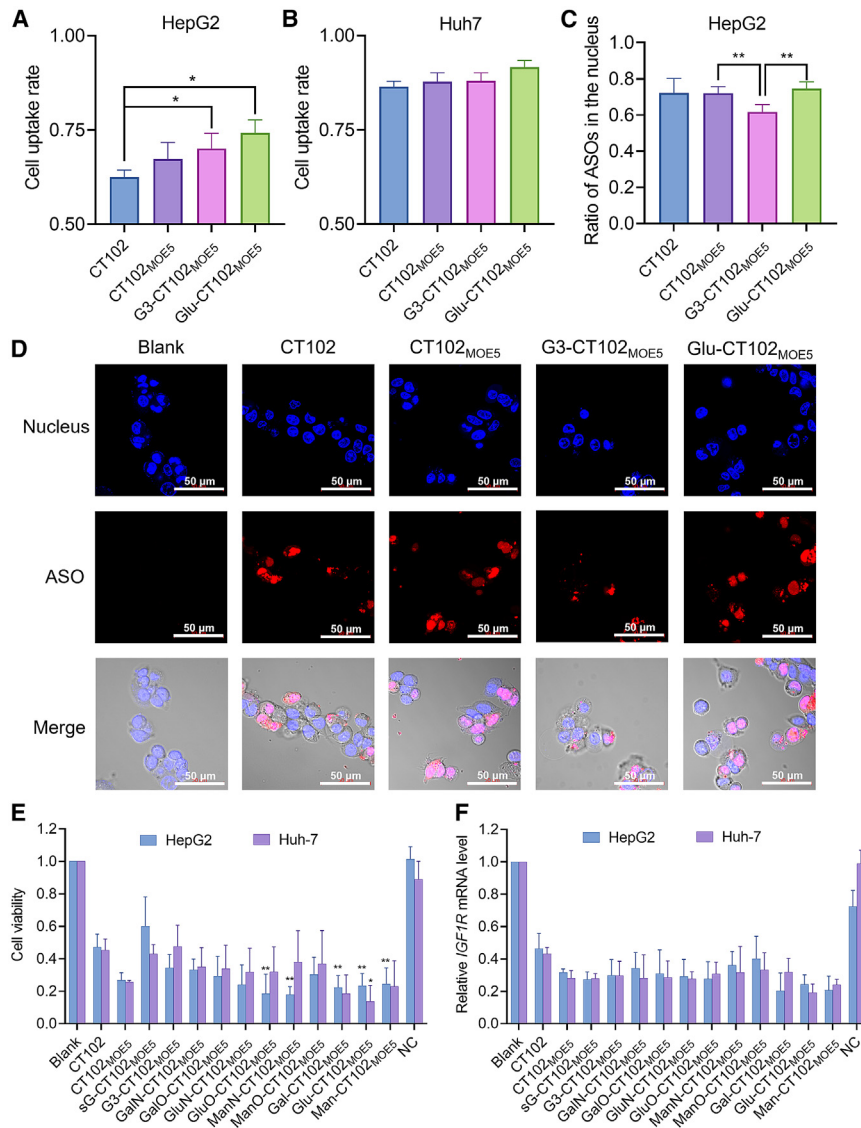 A
HepG2
Cell uptake rate
1.00
0.75
0.50
*
*
CT102
CT102MOE5
G3-CT102MOE5
Glu-CT102MOE5
B
Huh7
Cell uptake rate
1.00
0.75
0.50
CT102
CT102MOE5
G3-CT102MOE5
Glu-CT102MOE5
C
HepG2
Ratio of ASOs in the nucleus
1.0
0.8
0.6
0.4
0.2
0.0
**
**
CT102
CT102MOE5
G3-CT102MOE5
Glu-CT102MOE5
D
Blank CT102 CT102MOE5 G3-CT102MOE5 Glu-CT102MOE5
Nucleus
50 μm 50 μm 50 μm 50 μm 50 μm
ASO
50 μm 50 μm 50 μm 50 μm 50 μm
Merge
50 μm 50 μm 50 μm 50 μm 50 μm
E
HepG2 Huh-7
Cell viability
1.2
1.0
0.8
0.6
0.4
0.2
0.0
** ** ** ** * **
Blank
CT102
CT102MOE5
sG-CT102MOE5
G3-CT102MOE5
GalN-CT102MOE5
GalO-CT102MOE5
GluN-CT102MOE5
GluO-CT102MOE5
ManN-CT102MOE5
ManO-CT102MOE5
Gal-CT102MOE5
Glu-CT102MOE5
Man-CT102MOE5
NC
F
HepG2 Huh-7
Relative IGF1R mRNA level
1.2
1.0
0.8
0.6
0.4
0.2
0.0
Blank
CT102
CT102MOE5
sG-CT102MOE5
G3-CT102MOE5
GalN-CT102MOE5
GalO-CT102MOE5
GluN-CT102MOE5
GluO-CT102MOE5
ManN-CT102MOE5
ManO-CT102MOE5
Gal-CT102MOE5
Glu-CT102MOE5
Man-CT102MOE5
NC